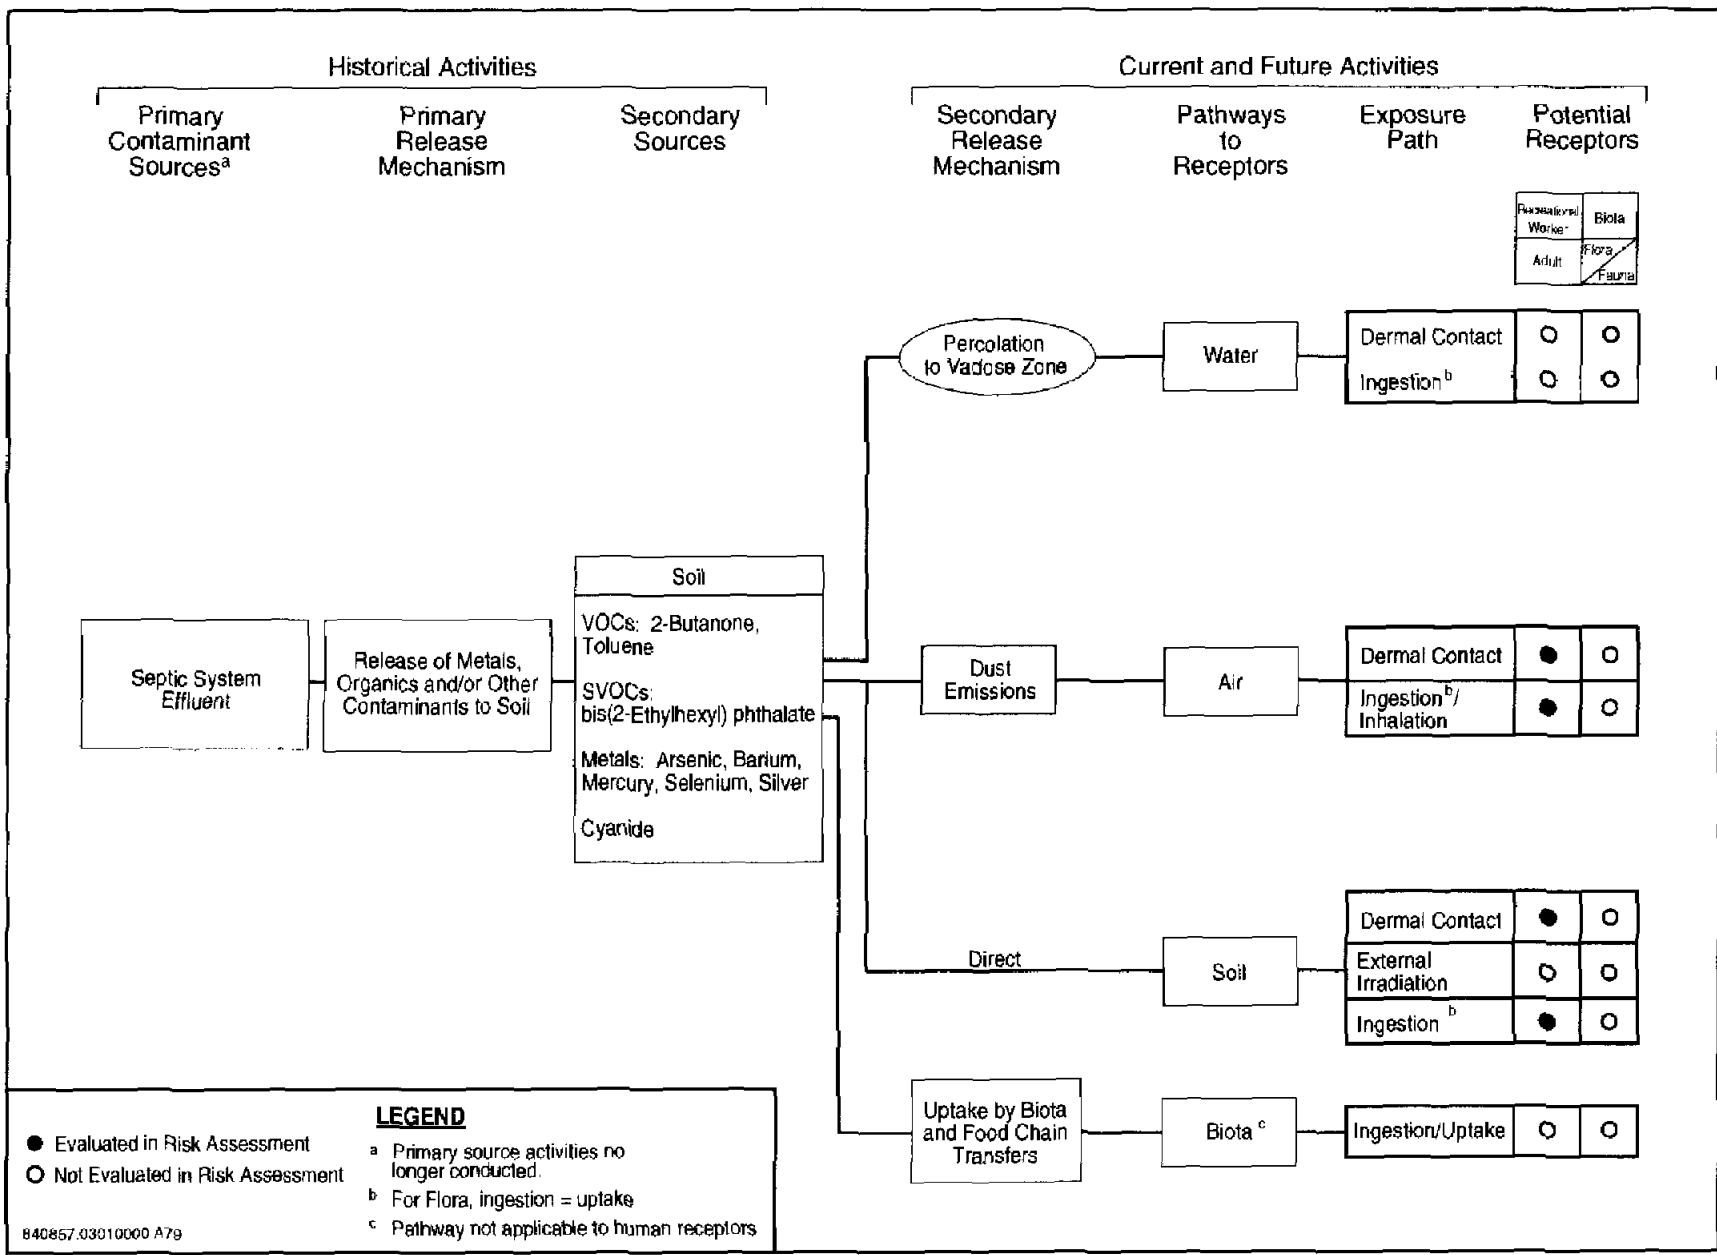 Historical Activities
Current and Future Activities
Primary
Contaminant
Sourcesᵃ
Primary
Release
Mechanism
Secondary
Sources
Secondary
Release
Mechanism
Pathways
to
Receptors
Exposure
Path
Potential
Receptors
Recreational
Worker
Biota
Adult
Flora
Fauna
Percolation
to Vadose Zone
Water
Dermal Contact
Ingestionᵇ
Soil
VOCs: 2-Butanone,
Toluene
SVOCs:
bis(2-Ethylhexyl) phthalate
Metals: Arsenic, Barium,
Mercury, Selenium, Silver
Cyanide
Septic System
Effluent
Release of Metals,
Organics and/or Other
Contaminants to Soil
Dust
Emissions
Air
Dermal Contact
Ingestionᵇ/
Inhalation
Direct
Soil
Dermal Contact
External
Irradiation
Ingestion ᵇ
Uptake by Biota
and Food Chain
Transfers
Biota ᶜ
Ingestion/Uptake
LEGEND
● Evaluated in Risk Assessment
O Not Evaluated in Risk Assessment
ᵃ Primary source activities no
longer conducted.
ᵇ For Flora, ingestion = uptake
ᶜ Pathway not applicable to human receptors
840857.03010000 A79